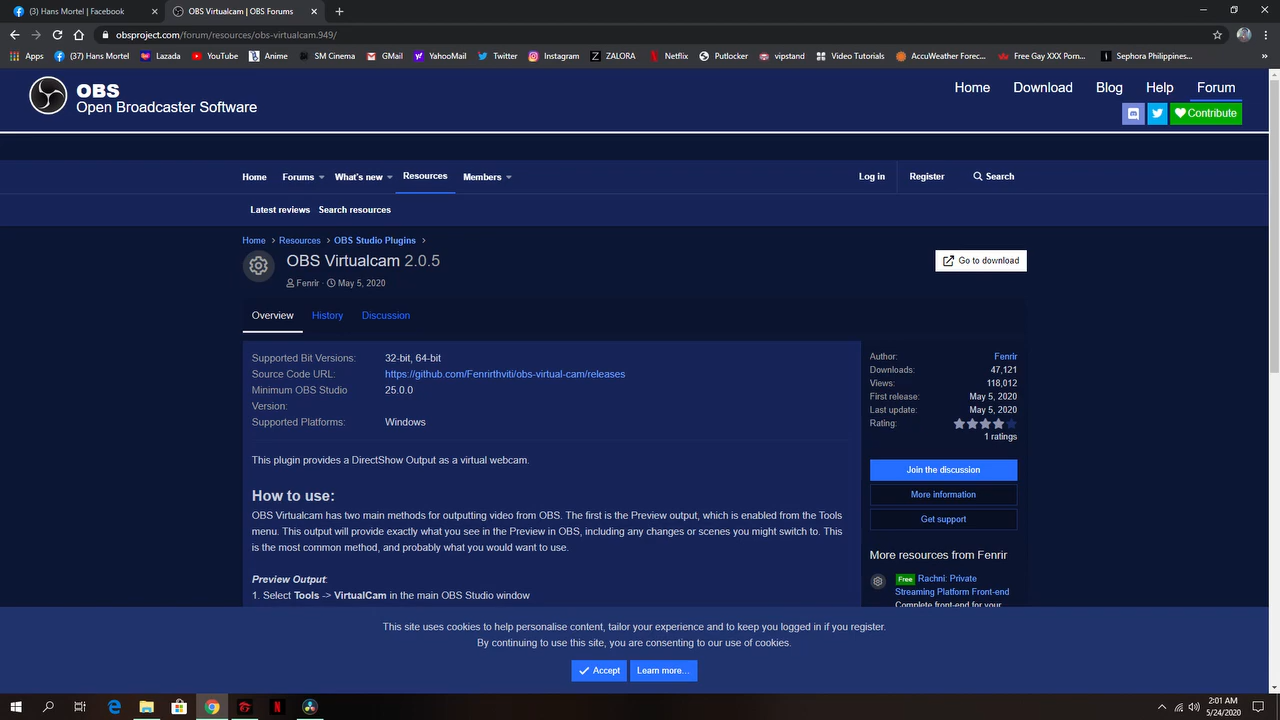 (3) Hans Mortel | Facebook
OBS Virtualcam | OBS Forums
obsproject.com/forum/resources/obs-virtualcam.949/
Apps
(37) Hans Mortel
Lazada
YouTube
Anime
SM Cinema
GMail
YahooMail
Twitter
Instagram
ZALORA
Netflix
Putlocker
vipstand
Video Tutorials
AccuWeather Forec...
Free Gay XXX Porn...
Sephora Philippines...
OBS
Open Broadcaster Software
Home
Download
Blog
Help
Forum
Contribute
Home
Forums
What's new
Resources
Members
Log in
Register
Search
Latest reviews
Search resources
Home > Resources > OBS Studio Plugins >
OBS Virtualcam 2.0.5
Fenrir · May 5, 2020
Go to download
Overview
History
Discussion
Supported Bit Versions: 32-bit, 64-bit
Source Code URL: https://github.com/Fenrirthviti/obs-virtual-cam/releases
Minimum OBS Studio 25.0.0
Version:
Supported Platforms: Windows
This plugin provides a DirectShow Output as a virtual webcam.
How to use:
OBS Virtualcam has two main methods for outputting video from OBS. The first is the Preview output, which is enabled from the Tools
menu. This output will provide exactly what you see in the Preview in OBS, including any changes or scenes you might switch to. This
is the most common method, and probably what you would want to use.
Preview Output:
1. Select Tools -> VirtualCam in the main OBS Studio window
Author: Fenrir
Downloads: 47,121
Views: 118,012
First release: May 5, 2020
Last update: May 5, 2020
Rating:
1 ratings
Join the discussion
More information
Get support
More resources from Fenrir
Free Rachni: Private
Streaming Platform Front-end
Complete front-end for your
This site uses cookies to help personalise content, tailor your experience and to keep you logged in if you register.
By continuing to use this site, you are consenting to our use of cookies.
Accept
Learn more…
2:01 AM
5/24/2020